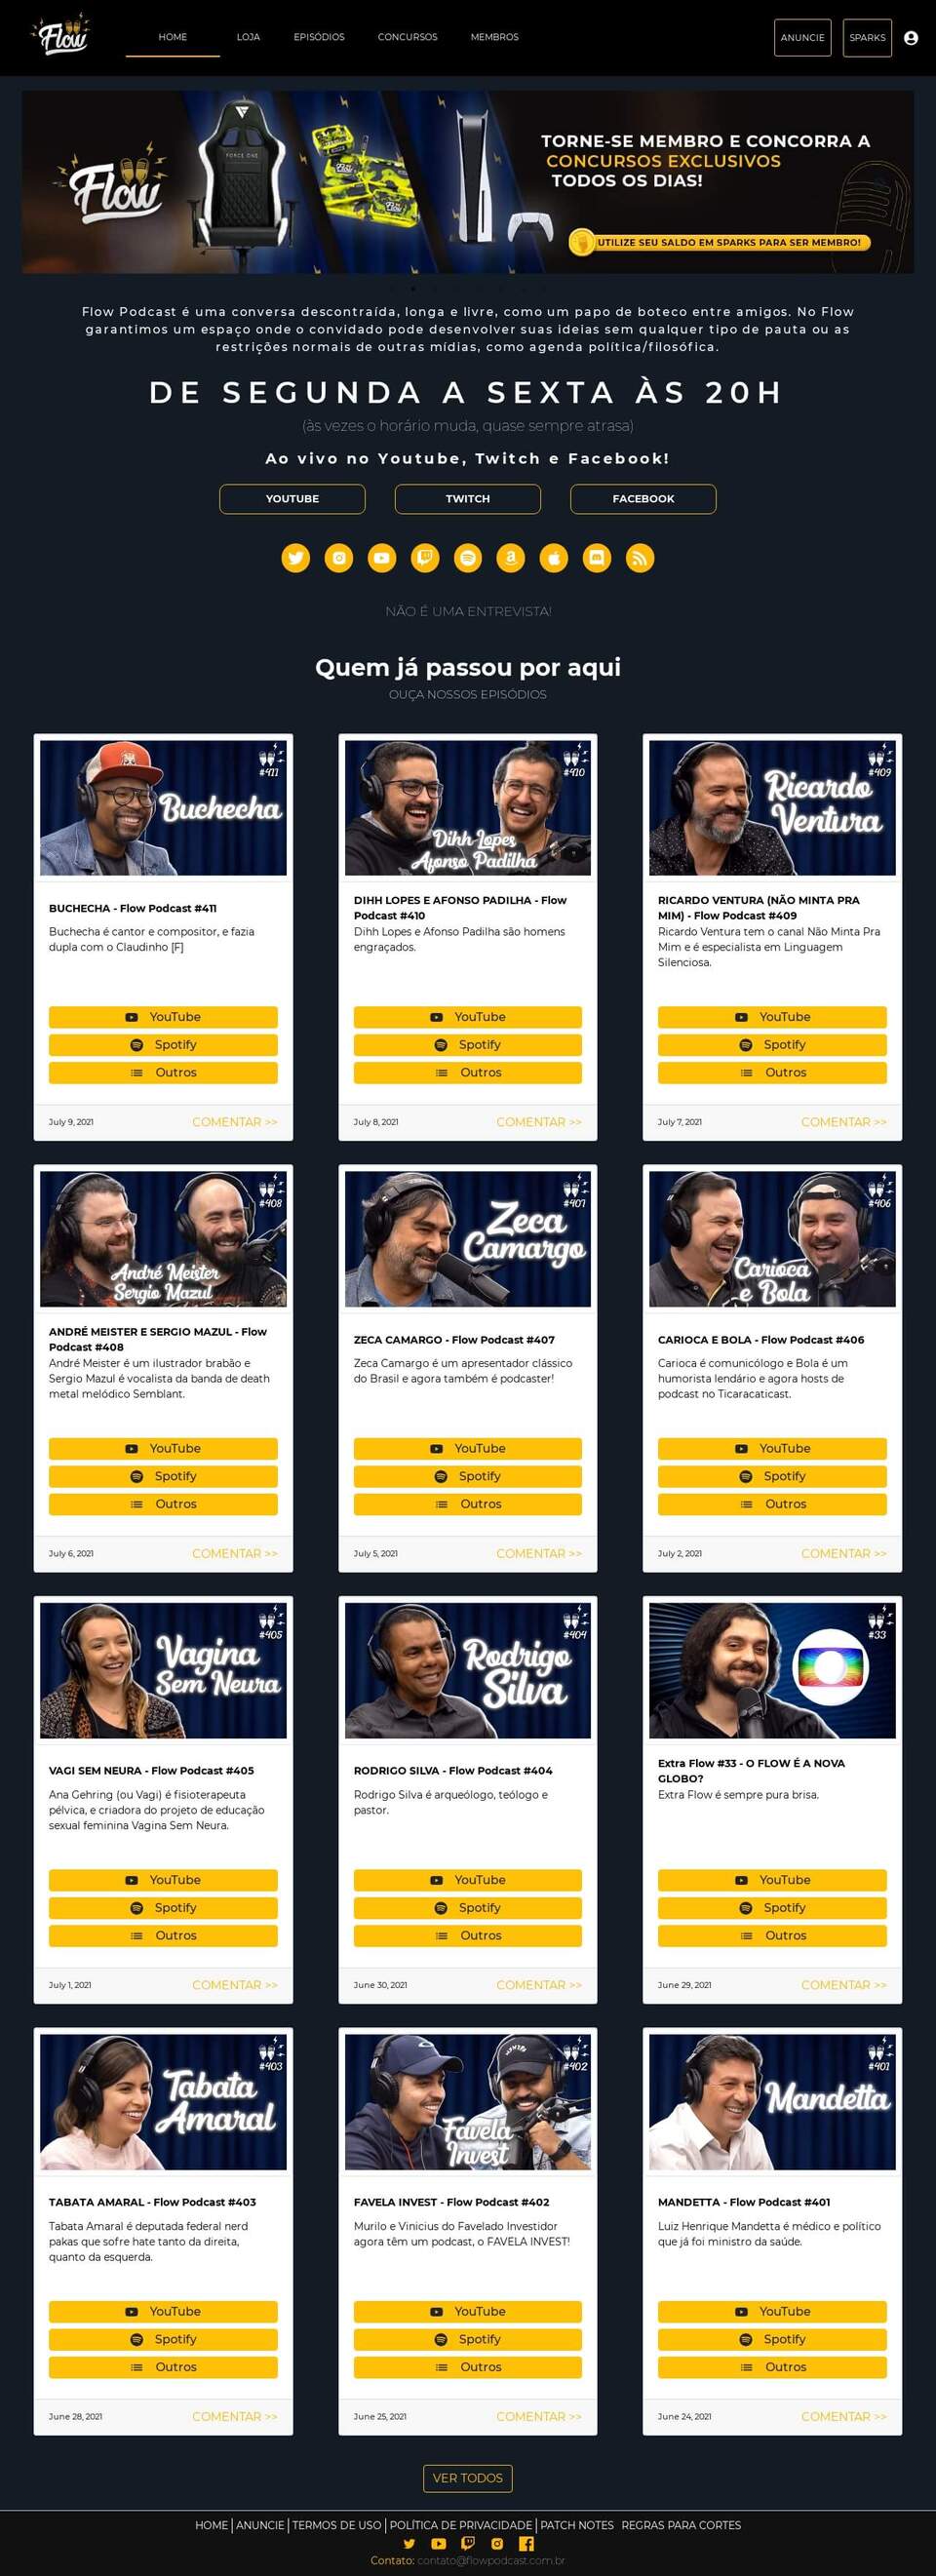 Flow
HOME
LOJA
EPISÓDIOS
CONCURSOS
MEMBROS
ANUNCIE
SPARKS
Flow
FORCE ONE
TORNE-SE MEMBRO E CONCORRA A
CONCURSOS EXCLUSIVOS
TODOS OS DIAS!
UTILIZE SEU SALDO EM SPARKS PARA SER MEMBRO!
Flow Podcast é uma conversa descontraída, longa e livre, como um papo de boteco entre amigos. No Flow
garantimos um espaço onde o convidado pode desenvolver suas ideias sem qualquer tipo de pauta ou as
restrições normais de outras mídias, como agenda política/filosófica.
DE SEGUNDA A SEXTA ÀS 20H
(às vezes o horário muda, quase sempre atrasa)
Ao vivo no Youtube, Twitch e Facebook!
YOUTUBE
TWITCH
FACEBOOK
NÃO É UMA ENTREVISTA!
Quem já passou por aqui
OUÇA NOSSOS EPISÓDIOS
#411
Buchecha
BUCHECHA - Flow Podcast #411
Buchecha é cantor e compositor, e fazia
dupla com o Claudinho [F]
YouTube
Spotify
Outros
July 9, 2021
COMENTAR >>
#410
Dihh Lopes
Afonso Padilha
DIHH LOPES E AFONSO PADILHA - Flow
Podcast #410
Dihh Lopes e Afonso Padilha são homens
engraçados.
YouTube
Spotify
Outros
July 8, 2021
COMENTAR >>
#409
Ricardo
Ventura
RICARDO VENTURA (NÃO MINTA PRA
MIM) - Flow Podcast #409
Ricardo Ventura tem o canal Não Minta Pra
Mim e é especialista em Linguagem
Silenciosa.
YouTube
Spotify
Outros
July 7, 2021
COMENTAR >>
#408
André Meister
Sergio Mazul
ANDRÉ MEISTER E SERGIO MAZUL - Flow
Podcast #408
André Meister é um ilustrador brabão e
Sergio Mazul é vocalista da banda de death
metal melódico Semblant.
YouTube
Spotify
Outros
July 6, 2021
COMENTAR >>
#407
Zeca
Camargo
ZECA CAMARGO - Flow Podcast #407
Zeca Camargo é um apresentador clássico
do Brasil e agora também é podcaster!
YouTube
Spotify
Outros
July 5, 2021
COMENTAR >>
#406
Carioca
e Bola
CARIOCA E BOLA - Flow Podcast #406
Carioca é comunicólogo e Bola é um
humorista lendário e agora hosts de
podcast no Ticaracaticast.
YouTube
Spotify
Outros
July 2, 2021
COMENTAR >>
#405
Vagina
Sem Neura
VAGI SEM NEURA - Flow Podcast #405
Ana Gehring (ou Vagi) é fisioterapeuta
pélvica, e criadora do projeto de educação
sexual feminina Vagina Sem Neura.
YouTube
Spotify
Outros
July 1, 2021
COMENTAR >>
#404
Rodrigo
Silva
RODRIGO SILVA - Flow Podcast #404
Rodrigo Silva é arqueólogo, teólogo e
pastor.
YouTube
Spotify
Outros
June 30, 2021
COMENTAR >>
#33
Extra Flow #33 - O FLOW É A NOVA
GLOBO?
Extra Flow é sempre pura brisa.
YouTube
Spotify
Outros
June 29, 2021
COMENTAR >>
#403
Tabata
Amaral
TABATA AMARAL - Flow Podcast #403
Tabata Amaral é deputada federal nerd
pakas que sofre hate tanto da direita,
quanto da esquerda.
YouTube
Spotify
Outros
June 28, 2021
COMENTAR >>
#402
Favela
Invest
FAVELA INVEST - Flow Podcast #402
Murilo e Vinicius do Favelado Investidor
agora têm um podcast, o FAVELA INVEST!
YouTube
Spotify
Outros
June 25, 2021
COMENTAR >>
#401
Mandetta
MANDETTA - Flow Podcast #401
Luiz Henrique Mandetta é médico e político
que já foi ministro da saúde.
YouTube
Spotify
Outros
June 24, 2021
COMENTAR >>
VER TODOS
HOME | ANUNCIE | TERMOS DE USO | POLÍTICA DE PRIVACIDADE | PATCH NOTES REGRAS PARA CORTES
Contato: contato@flowpodcast.com.br